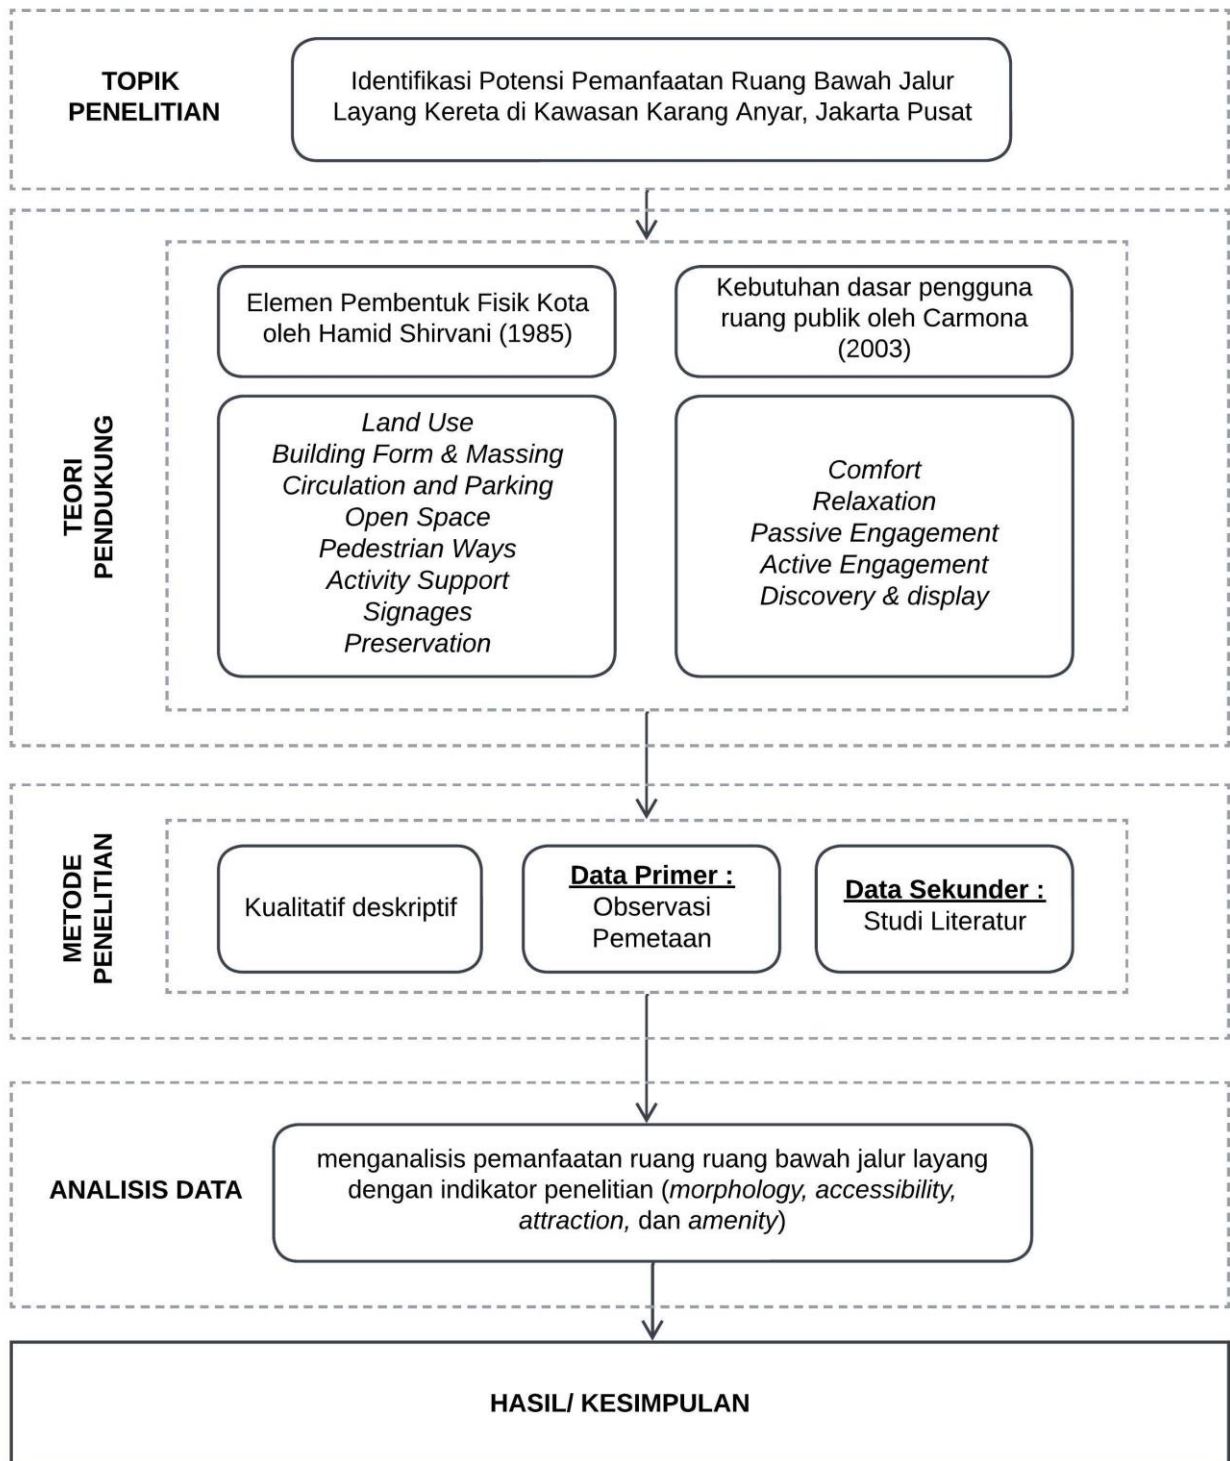 TOPIK
PENELITIAN
Identifikasi Potensi Pemanfaatan Ruang Bawah Jalur
Layang Kereta di Kawasan Karang Anyar, Jakarta Pusat
TEORI
PENDUKUNG
Elemen Pembentuk Fisik Kota
oleh Hamid Shirvani (1985)
Kebutuhan dasar pengguna
ruang publik oleh Carmona
(2003)
Land Use
Building Form & Massing
Circulation and Parking
Open Space
Pedestrian Ways
Activity Support
Signages
Preservation
Comfort
Relaxation
Passive Engagement
Active Engagement
Discovery & display
METODE
PENELITIAN
Kualitatif deskriptif
Data Primer :
Observasi
Pemetaan
Data Sekunder :
Studi Literatur
ANALISIS DATA
menganalisis pemanfaatan ruang ruang bawah jalur layang
dengan indikator penelitian (morphology, accessibility,
attraction, dan amenity)
HASIL/ KESIMPULAN